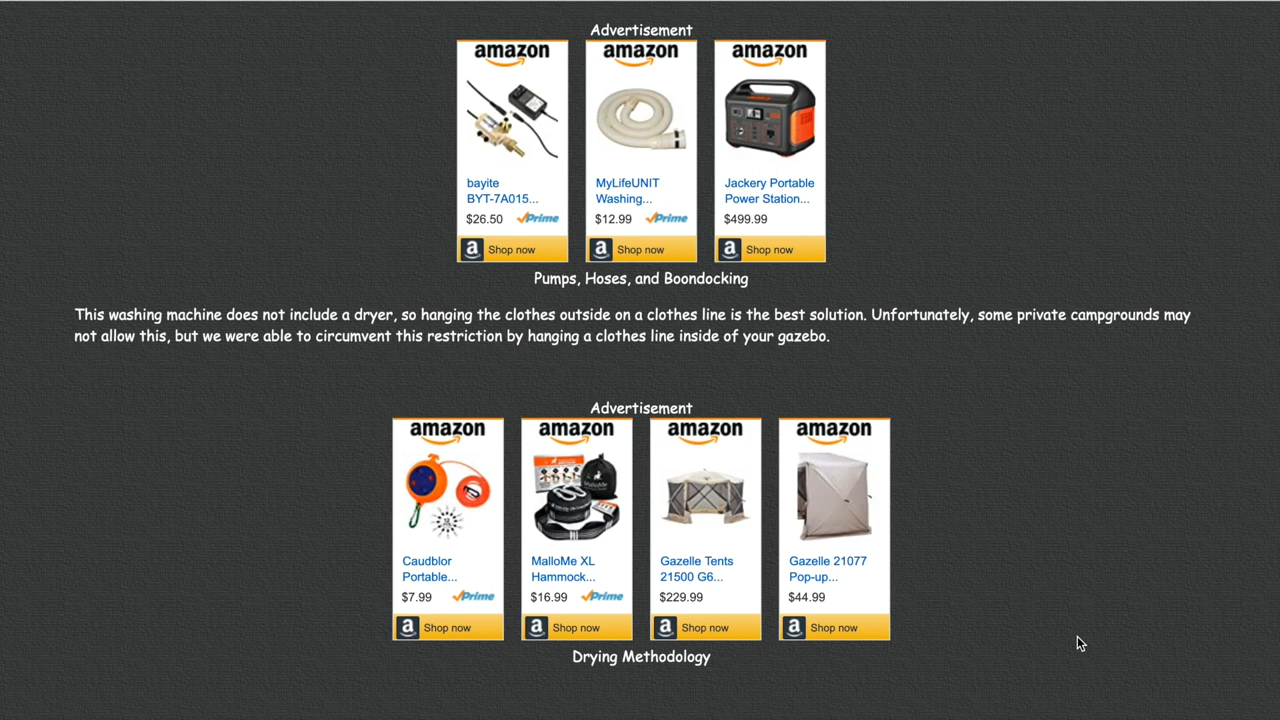 Advertisement
amazon amazon amazon
bayite MyLifeUNIT Jackery Portable
BYT-7A015... Washing... Power Station...
$26.50 Prime $12.99 Prime $499.99
a Shop now a Shop now a Shop now
Pumps, Hoses, and Boondocking
This washing machine does not include a dryer, so hanging the clothes outside on a clothes line is the best solution. Unfortunately, some private campgrounds may
not allow this, but we were able to circumvent this restriction by hanging a clothes line inside of your gazebo.
Advertisement
amazon amazon amazon amazon
MalloMe
Caudblor MalloMe XL Gazelle Tents Gazelle 21077
Portable... Hammock... 21500 G6... Pop-up...
$7.99 Prime $16.99 Prime $229.99 $44.99
a Shop now a Shop now a Shop now a Shop now
Drying Methodology